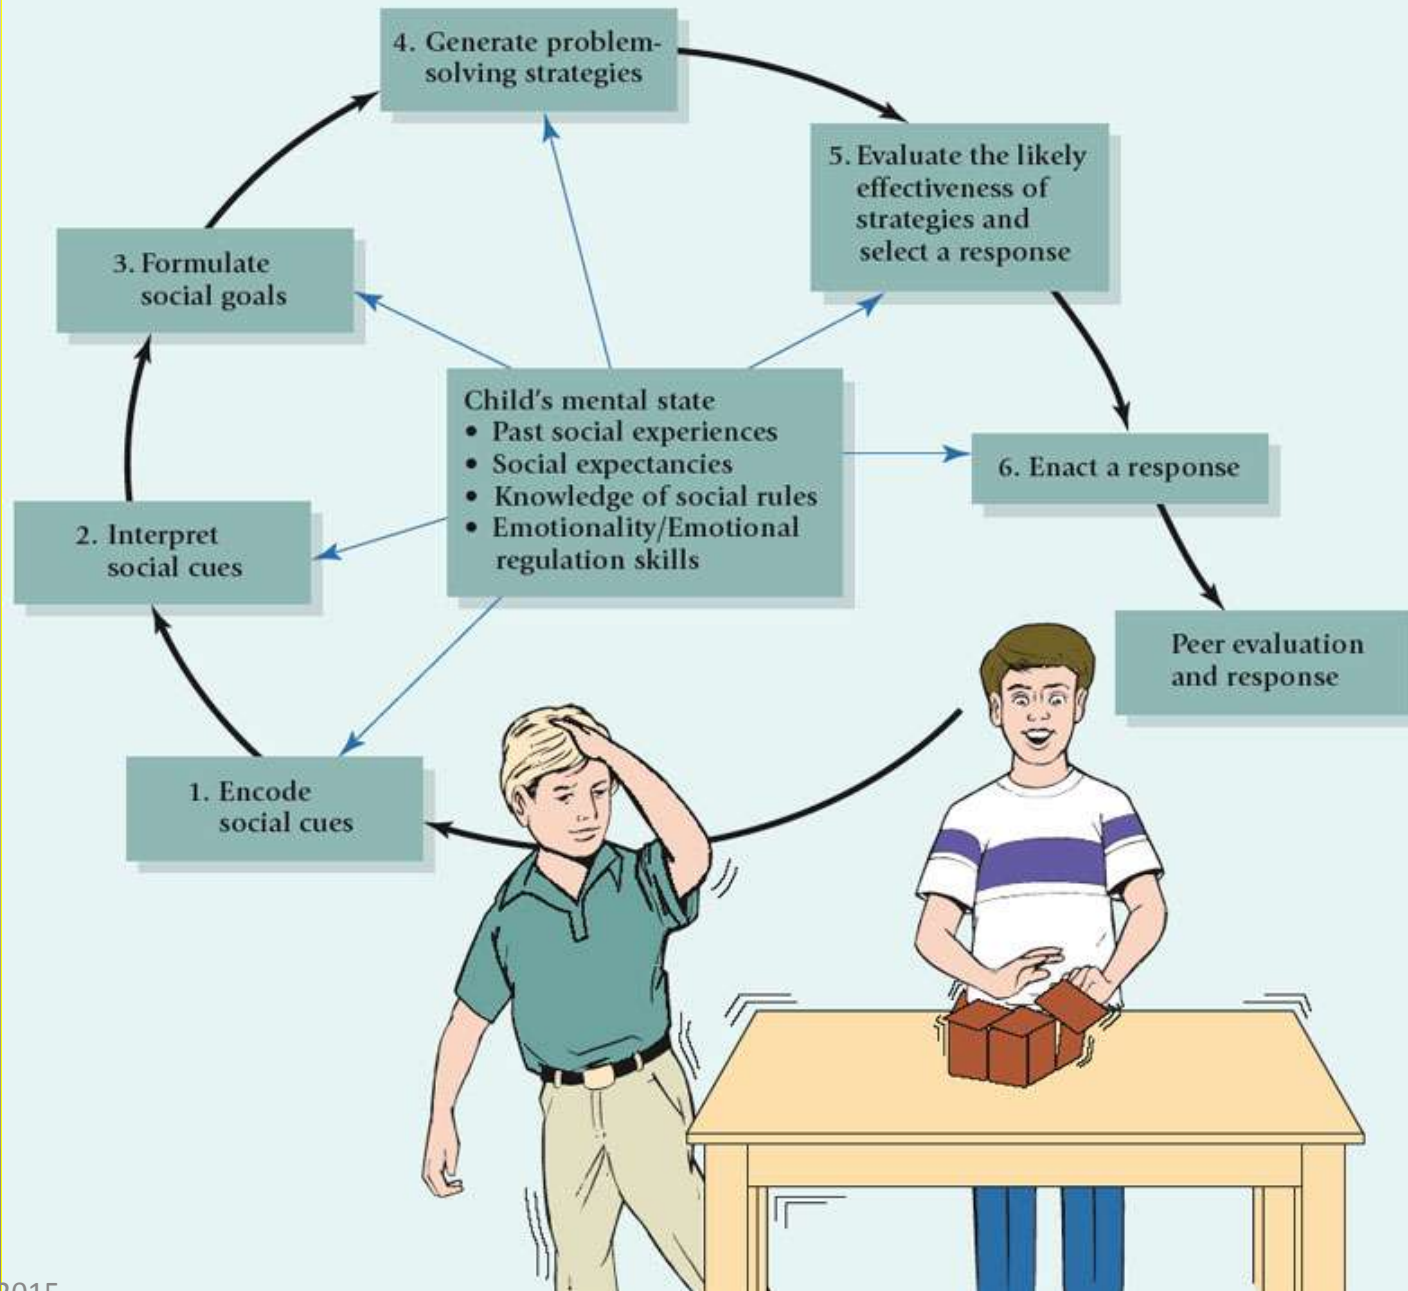 4. Generate problem-
solving strategies
5. Evaluate the likely
effectiveness of
strategies and
select a response
3. Formulate
social goals
Child's mental state
• Past social experiences
• Social expectancies
• Knowledge of social rules
• Emotionality/Emotional
regulation skills
6. Enact a response
2. Interpret
social cues
Peer evaluation
and response
1. Encode
social cues